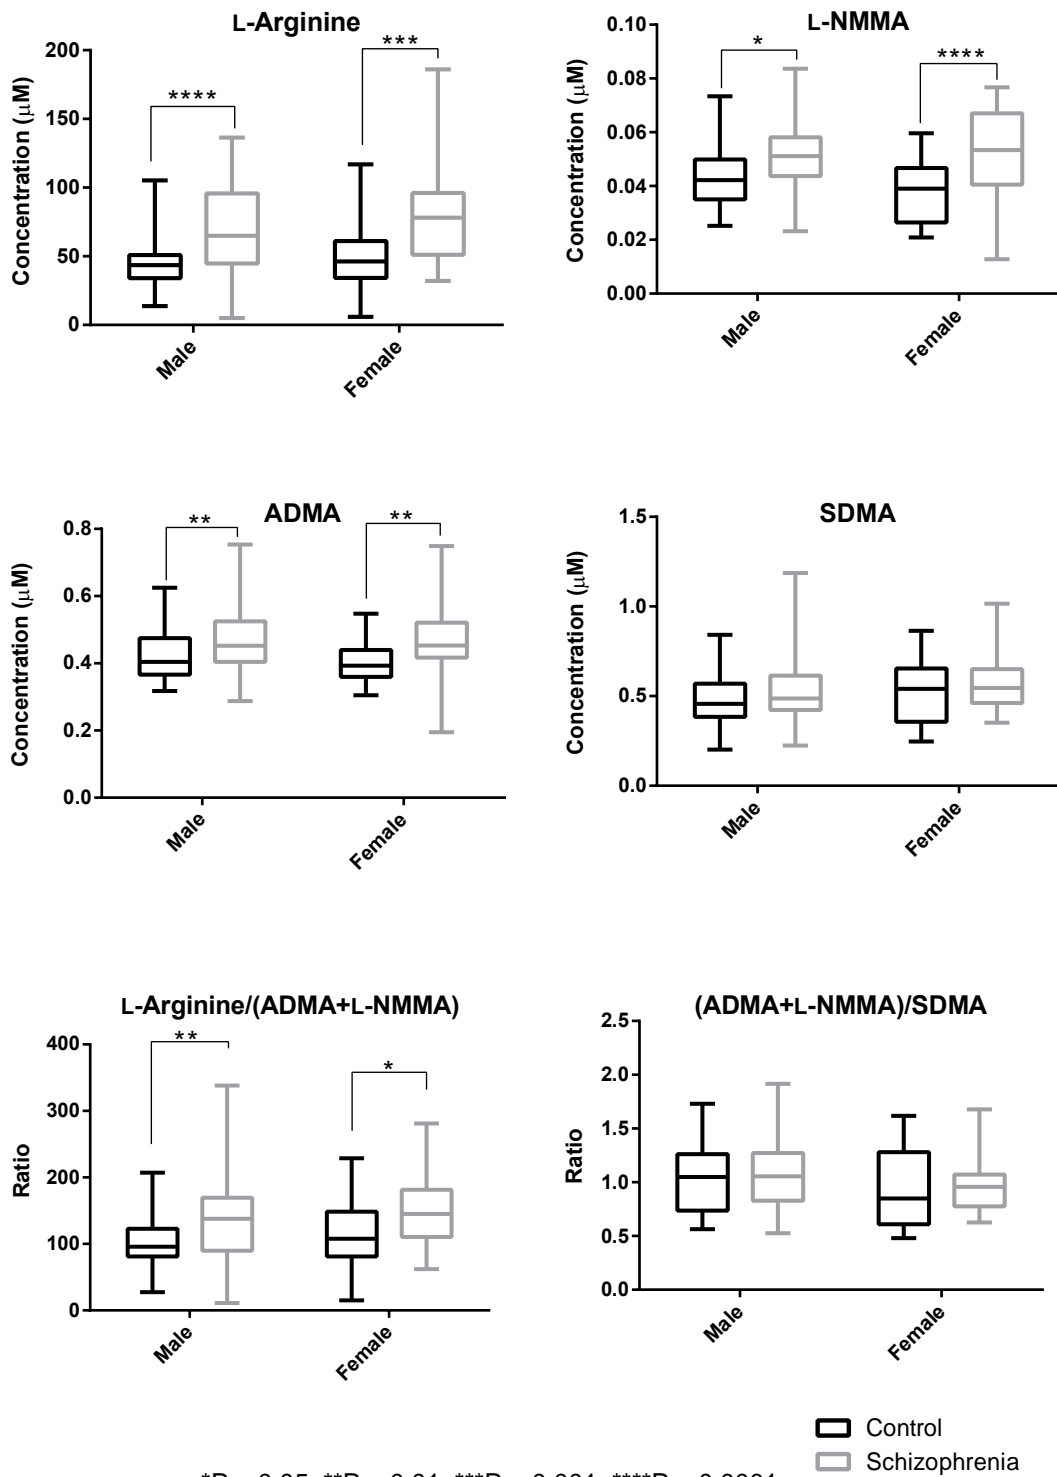 L-Arginine
Concentration (µM)
200
150
100
50
0
****
***
Male
Female
L-NMMA
Concentration (µM)
0.10
0.08
0.06
0.04
0.02
0.00
*
****
Male
Female
ADMA
Concentration (µM)
0.8
0.6
0.4
0.2
0.0
**
**
Male
Female
SDMA
Concentration (µM)
1.5
1.0
0.5
0.0
Male
Female
L-Arginine/(ADMA+L-NMMA)
Ratio
400
300
200
100
0
**
*
Male
Female
(ADMA+L-NMMA)/SDMA
Ratio
2.5
2.0
1.5
1.0
0.5
0.0
Male
Female
Control
Schizophrenia